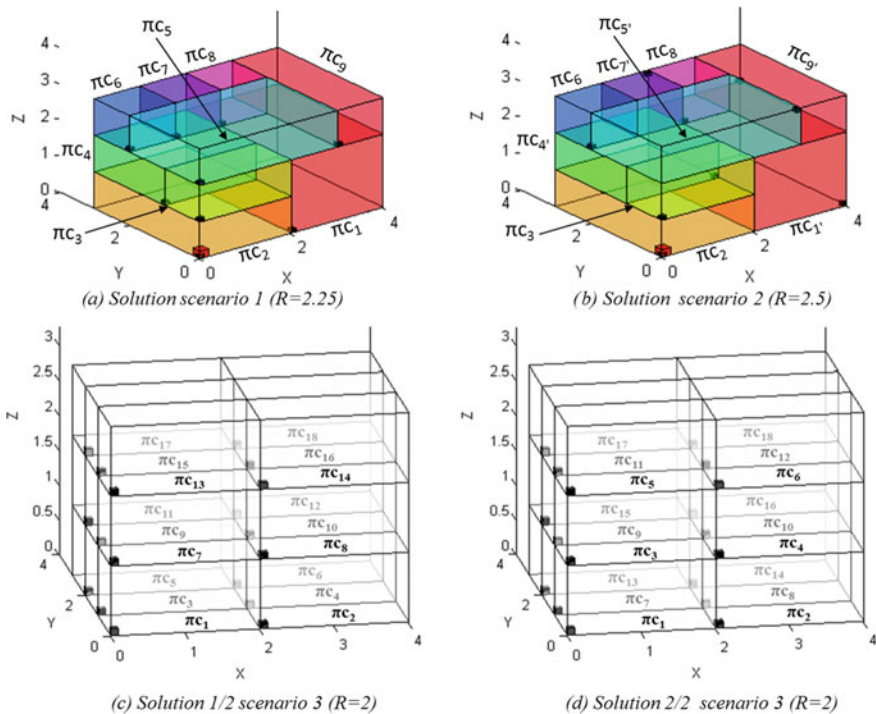 πc5 πc5'
πc6 πc7 πc8 πc9 πc6 πc7' πc8 πc9'
4 4
3 3
Z 2 πc4 Z 2 πc4'
1 1
0 0
4 4
2 πc3 4 2 πc3 4
Y πc2 2 πc1 Y πc2 2 πc1'
0 0 X 0 0 X
(a) Solution scenario 1 (R=2.25) (b) Solution scenario 2 (R=2.5)
3 3
2.5 2.5
2 2
Z 1.5 πc17 πc18 Z 1.5 πc17 πc18
πc15 πc16 πc11 πc12
1 πc13 πc14 1 πc5 πc6
0.5 πc11 πc12 0.5 πc15 πc16
πc9 πc10 πc9 πc10
0 πc7 πc8 0 πc3 πc4
4 πc5 πc6 4 πc13 πc14
2 πc3 πc4 2 πc7 πc8
Y πc1 πc2 Y πc1 πc2
0 0 1 2 3 4 0 0 1 2 3 4
X X
(c) Solution 1/2 scenario 3 (R=2) (d) Solution 2/2 scenario 3 (R=2)